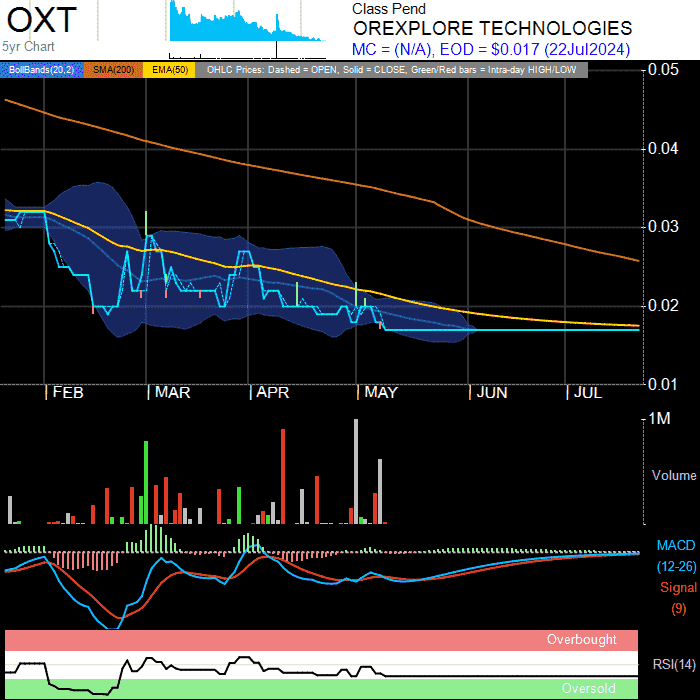 OXT
5yr Chart
Class Pend
OREXPLORE TECHNOLOGIES
MC = (N/A), EOD = $0.017 (22Jul2024)
BollBands(20,2) SMA(200) EMA(50) OHLC Prices: Dashed = OPEN, Solid = CLOSE, Green/Red bars = Intra-day HIGH/LOW
0.05
0.04
0.03
0.02
0.01
FEB MAR APR MAY JUN JUL
1M
Volume
MACD
(12-26)
Signal
(9)
Overbought
RSI(14)
Oversold